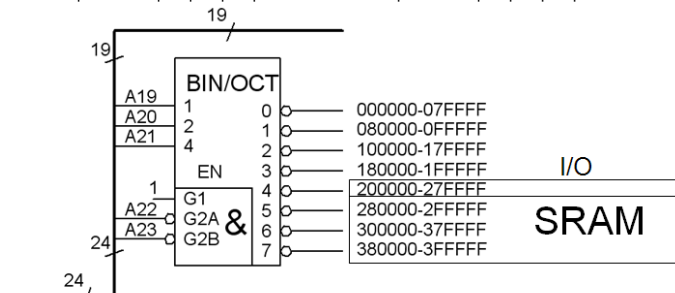 19
19
BIN/OCT
A19 1 0 000000-07FFFF
A20 2 1 080000-0FFFFF
A21 4 2 100000-17FFFF
3 180000-1FFFFF I/O
EN
1 G1 4 200000-27FFFF
A22 G2A & 5 280000-2FFFFF SRAM
A23 G2B 6 300000-37FFFF
24 7 380000-3FFFFF
24